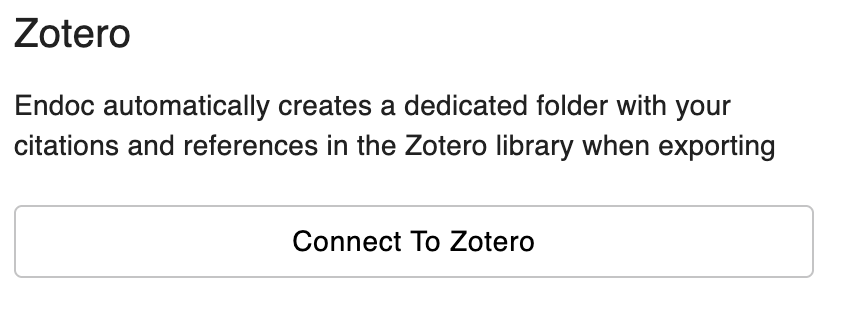 Zotero
Endoc automatically creates a dedicated folder with your
citations and references in the Zotero library when exporting
Connect To Zotero